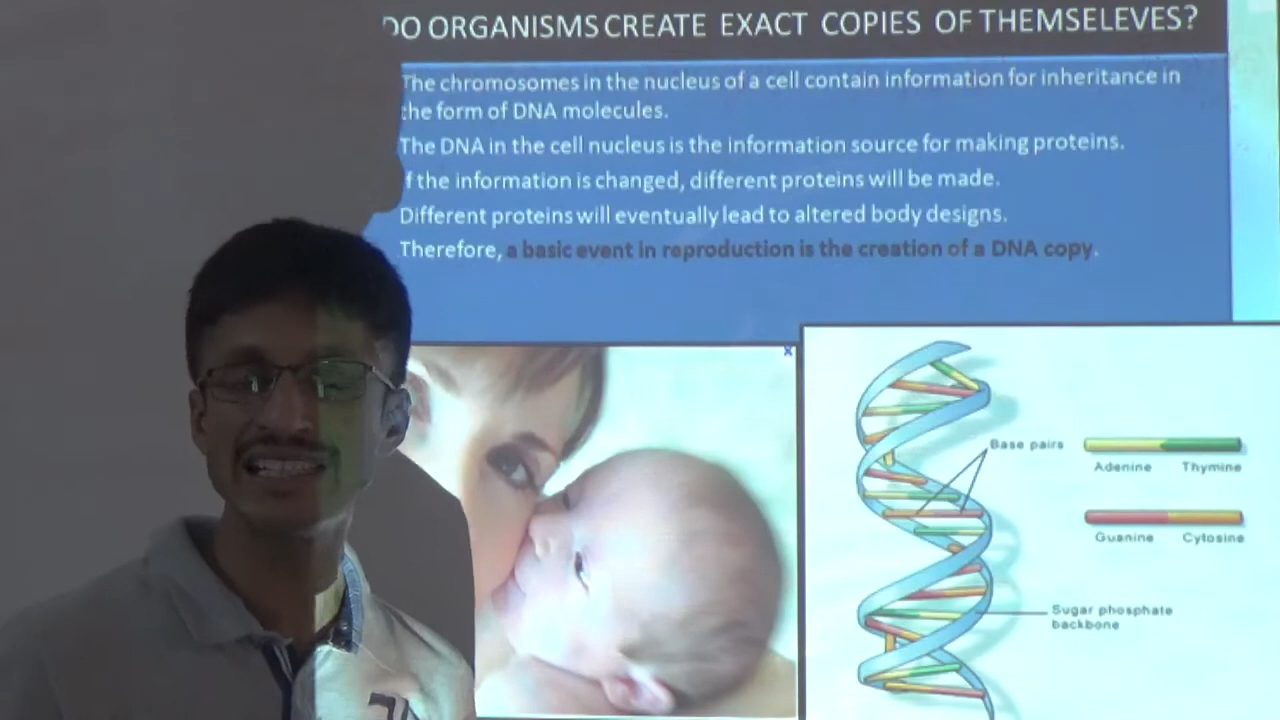 DO ORGANISMS CREATE EXACT COPIES OF THEMSELEVES?
The chromosomes in the nucleus of a cell contain information for inheritance in
the form of DNA molecules.
The DNA in the cell nucleus is the information source for making proteins.
If the information is changed, different proteins will be made.
Different proteins will eventually lead to altered body designs.
Therefore, a basic event in reproduction is the creation of a DNA copy.
Base pairs
Adenine Thymine
Guanine Cytosine
Sugar phosphate
backbone